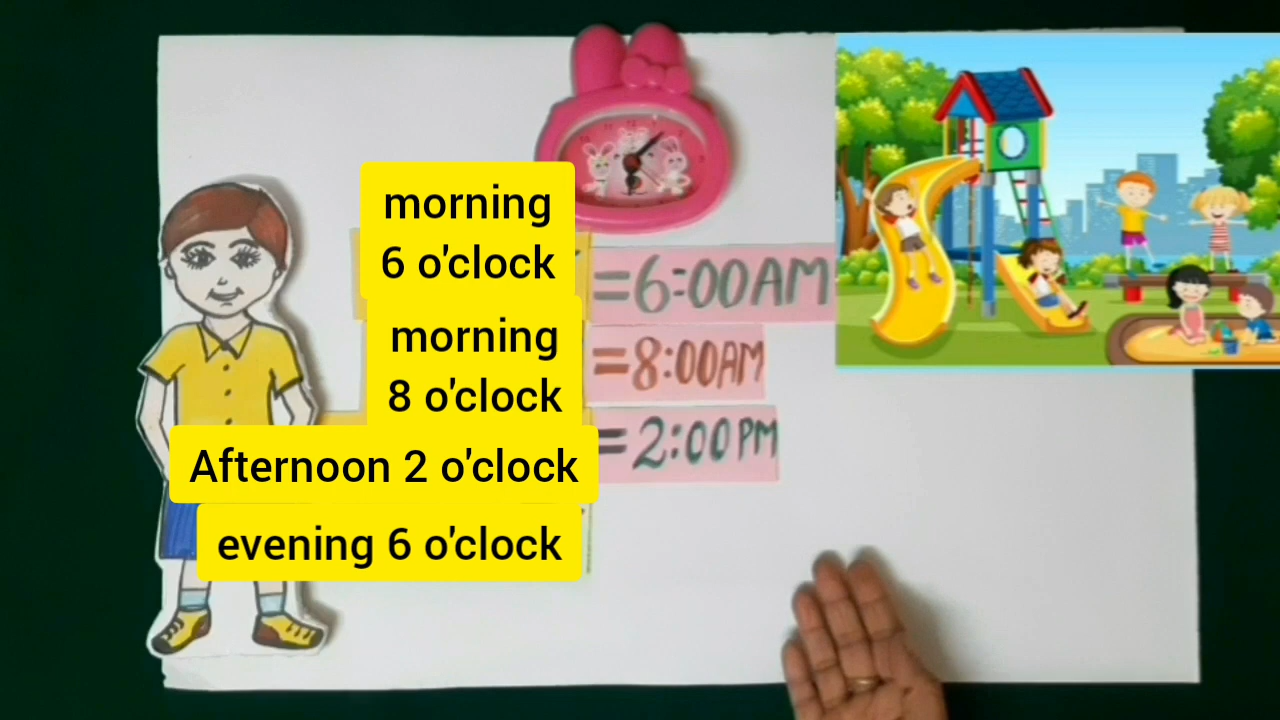 morning
6 o'clock
=6:00AM
morning
8 o'clock
=8:00AM
Afternoon 2 o'clock
=2:00PM
evening 6 o'clock